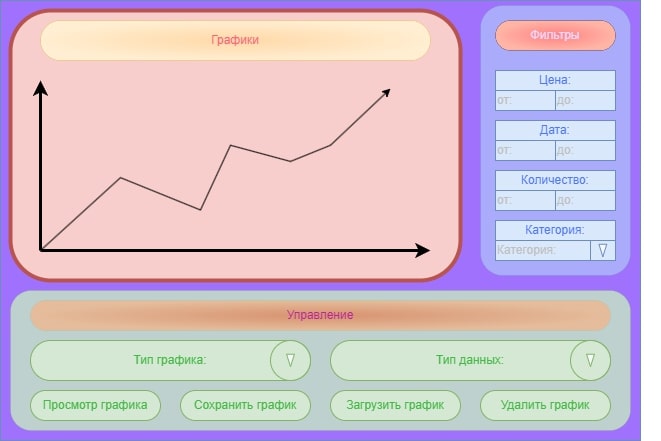 Графики
Фильтры
Цена:
от: до:
Дата:
от: до:
Количество:
от: до:
Категория:
Категория:
Управление
Тип графика:
Тип данных:
Просмотр графика
Сохранить график
Загрузить график
Удалить график